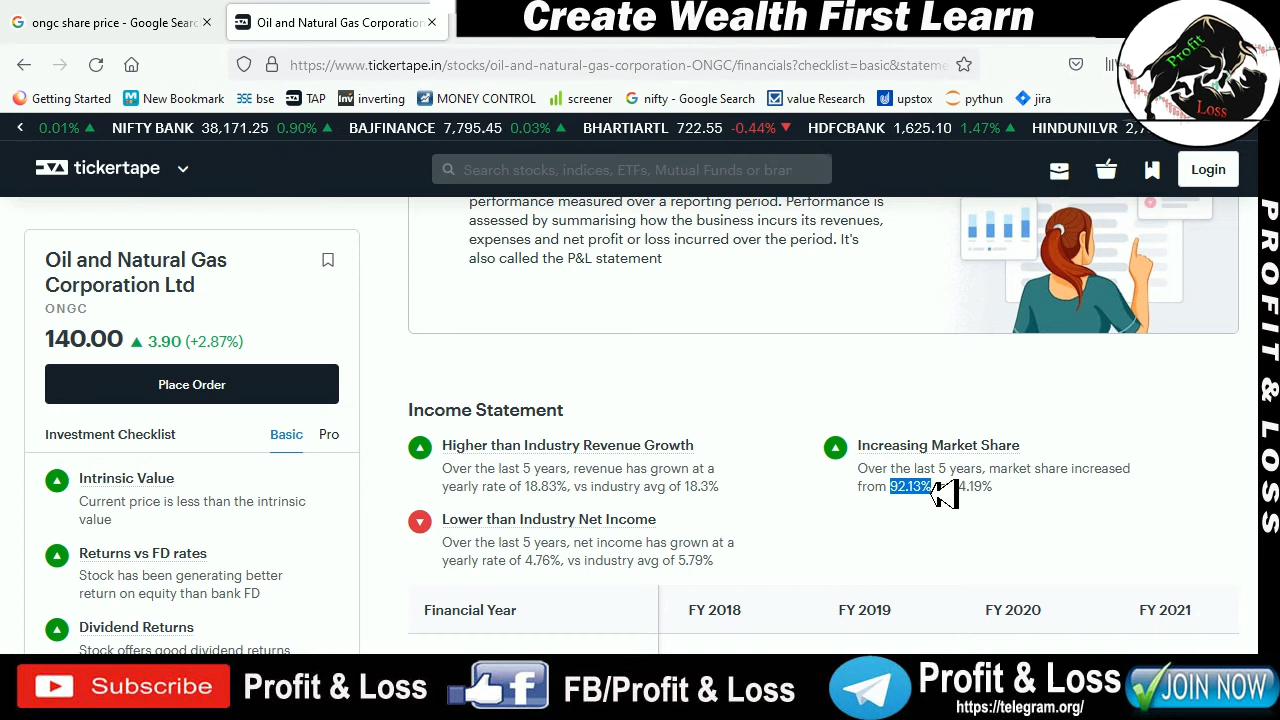 Create Wealth First Learn
ongc share price - Google Sear
Oil and Natural Gas Corporation
Profit
Loss
https://www.tickertape.in/stocks/oil-and-natural-gas-corporation-ONGC/financials?checklist=basic&stateme
Getting Started
New Bookmark
bse
TAP
inverting
MONEY CONTROL
screener
nifty - Google Search
value Research
upstox
pythun
jira
0.01% NIFTY BANK 38,171.25 0.90% BAJFINANCE 7,795.45 0.03% BHARTIARTL 722.55 -0.44% HDFCBANK 1,625.10 1.47% HINDUNILVR
tickertape
Search stocks, indices, ETFs, Mutual Funds or bran
Login
performance measured over a reporting period. Performance is
assessed by summarising how the business incurs its revenues,
expenses and net profit or loss incurred over the period. It's
also called the P&L statement
Oil and Natural Gas
Corporation Ltd
ONGC
140.00 3.90 (+2.87%)
Place Order
Investment Checklist
Basic
Pro
Intrinsic Value
Current price is less than the intrinsic
value
Returns vs FD rates
Stock has been generating better
return on equity than bank FD
Dividend Returns
Stock offers good dividend returns
Income Statement
Higher than Industry Revenue Growth
Over the last 5 years, revenue has grown at a
yearly rate of 18.83%, vs industry avg of 18.3%
Increasing Market Share
Over the last 5 years, market share increased
from 92.13% 4.19%
Lower than Industry Net Income
Over the last 5 years, net income has grown at a
yearly rate of 4.76%, vs industry avg of 5.79%
Financial Year
FY 2018
FY 2019
FY 2020
FY 2021
PROFIT & LOSS
Subscribe
Profit & Loss
FB/Profit & Loss
Profit & Loss
https://telegram.org/
JOIN NOW